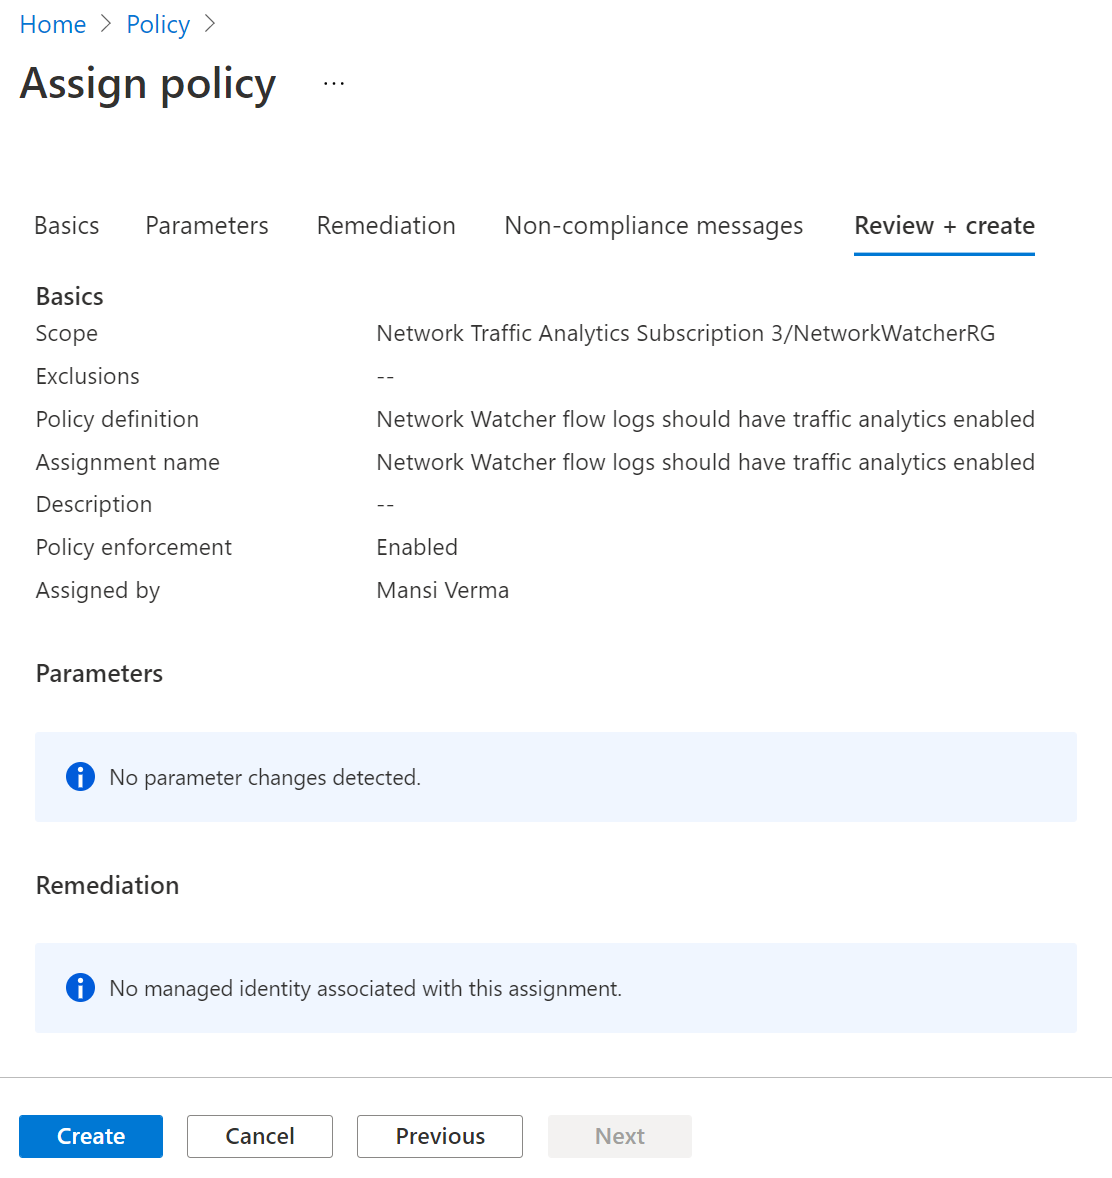 Home > Policy >
Assign policy ...
Basics Parameters Remediation Non-compliance messages Review + create
Basics
Scope Network Traffic Analytics Subscription 3/NetworkWatcherRG
Exclusions --
Policy definition Network Watcher flow logs should have traffic analytics enabled
Assignment name Network Watcher flow logs should have traffic analytics enabled
Description --
Policy enforcement Enabled
Assigned by Mansi Verma
Parameters
No parameter changes detected.
Remediation
No managed identity associated with this assignment.
Create Cancel Previous Next